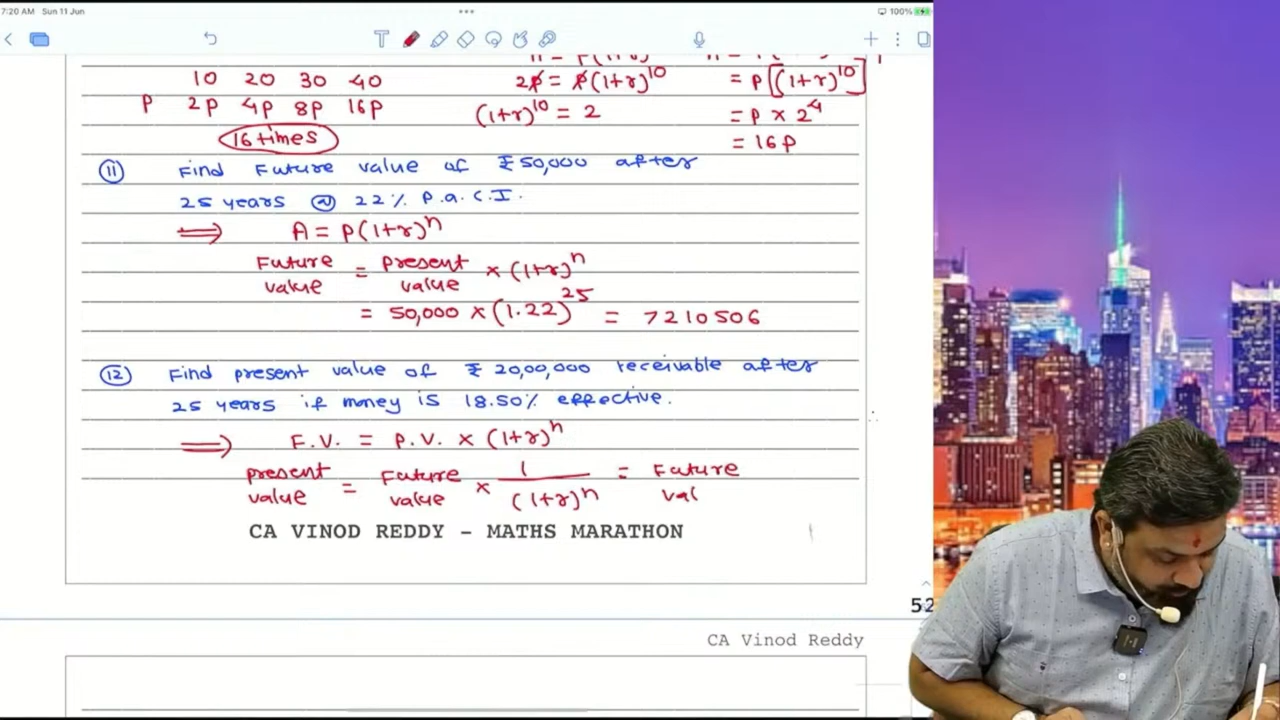 7:20 AM Sun 11 Jun
100%
10 20 30 40
P 2P 4P 8P 16P
16 times
2P = P(1+r)^10
(1+r)^10 = 2
= P[(1+r)^10]
= P × 2^4
= 16P
11 Find Future value of ₹50,000 after
25 years @ 22% P.a. C.I.
⟹ A = P(1+r)^n
Future value = Present value × (1+r)^n
= 50,000 × (1.22)^25 = 7210506
12 Find present value of ₹ 20,00,000 receivable after
25 years if money is 18.50% effective.
⟹ F.V. = P.V. × (1+r)^n
present value = Future value × 1/(1+r)^n = Future val
CA VINOD REDDY - MATHS MARATHON
52
CA Vinod Reddy